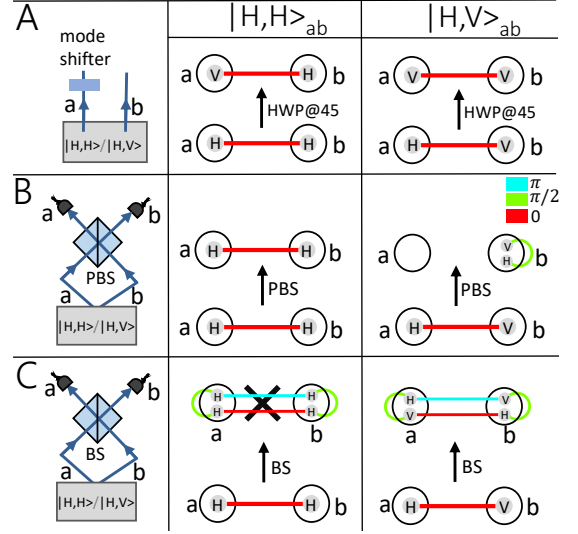 A
|H,H>ab
|H,V>ab
mode
shifter
a b
|H,H>/|H,V>
a V H b
HWP@45
H H
a V V b
HWP@45
H V
B
a b
PBS
a b
|H,H>/|H,V>
a H H b
PBS
a H H b
π
π/2
0
a V H b
PBS
a H V b
C
a b
BS
a b
|H,H>/|H,V>
H H
H H
a b
BS
H H b
H V
V H
a b
BS
a H V b